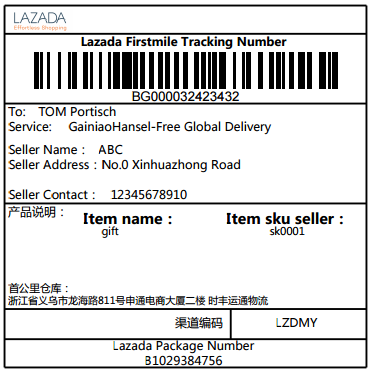 LAZADA
Effortless Shopping
Lazada Firstmile Tracking Number
BG000032423432
To: TOM Portisch
Service: GainiaoHansel-Free Global Delivery
Seller Name : ABC
Seller Address : No.0 Xinhuazhong Road
Seller Contact : 12345678910
产品说明：
Item name： Item sku seller：
gift sk0001
首公里仓库：
浙江省义乌市龙海路811号申通电商大厦二楼 时丰运通物流
渠道编码 LZDMY
Lazada Package Number
B1029384756